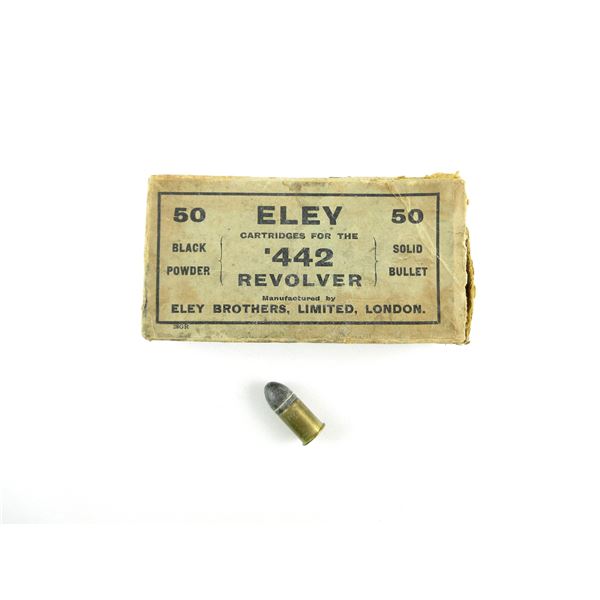 50 ELEY 50
CARTRIDGES FOR THE
BLACK POWDER '442 SOLID BULLET
REVOLVER
Manufactured by
ELEY BROTHERS, LIMITED, LONDON.